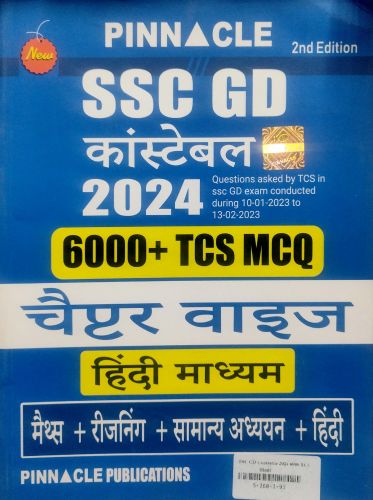 New
PINNACLE
2nd Edition
SSC GD
कांस्टेबल
2024
Questions asked by TCS in
ssc GD exam conducted
during 10-01-2023 to
13-02-2023
6000+ TCS MCQ
चैप्टर वाइज
हिंदी माध्यम
मैथ्स + रीजनिंग + सामान्य अध्ययन + हिंदी
PINNACLE PUBLICATIONS